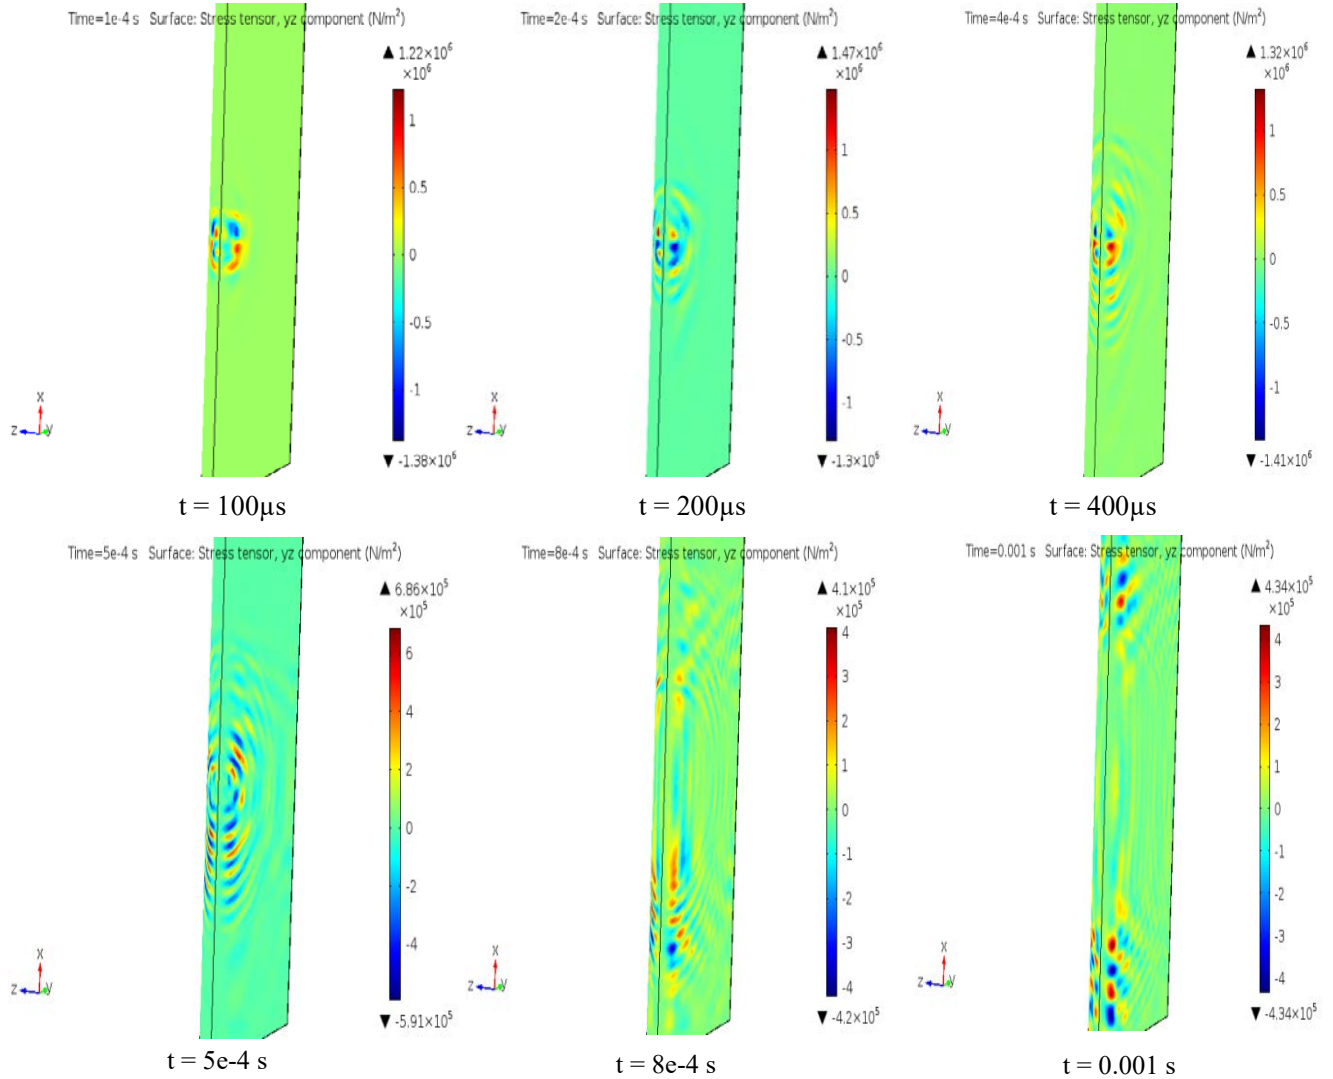 Time=1e-4 s Surface: Stress tensor, yz component (N/m²)
▲ 1.22×10⁶
×10⁶
1
0.5
0
-0.5
-1
▼ -1.38×10⁶
x
z
y
t = 100µs
Time=2e-4 s Surface: Stress tensor, yz component (N/m²)
▲ 1.47×10⁶
×10⁶
1
0.5
0
-0.5
-1
▼ -1.3×10⁶
x
z
y
t = 200µs
Time=4e-4 s Surface: Stress tensor, yz component (N/m²)
▲ 1.32×10⁶
×10⁶
1
0.5
0
-0.5
-1
▼ -1.41×10⁶
x
z
y
t = 400µs
Time=5e-4 s Surface: Stress tensor, yz component (N/m²)
▲ 6.86×10⁵
×10⁵
6
4
2
0
-2
-4
▼ -5.91×10⁵
x
z
y
t = 5e-4 s
Time=8e-4 s Surface: Stress tensor, yz component (N/m²)
▲ 4.1×10⁵
×10⁵
4
3
2
1
0
-1
-2
-3
-4
▼ -4.2×10⁵
x
z
y
t = 8e-4 s
Time=0.001 s Surface: Stress tensor, yz component (N/m²)
▲ 4.34×10⁵
×10⁵
4
3
2
1
0
-1
-2
-3
-4
▼ -4.34×10⁵
x
z
y
t = 0.001 s